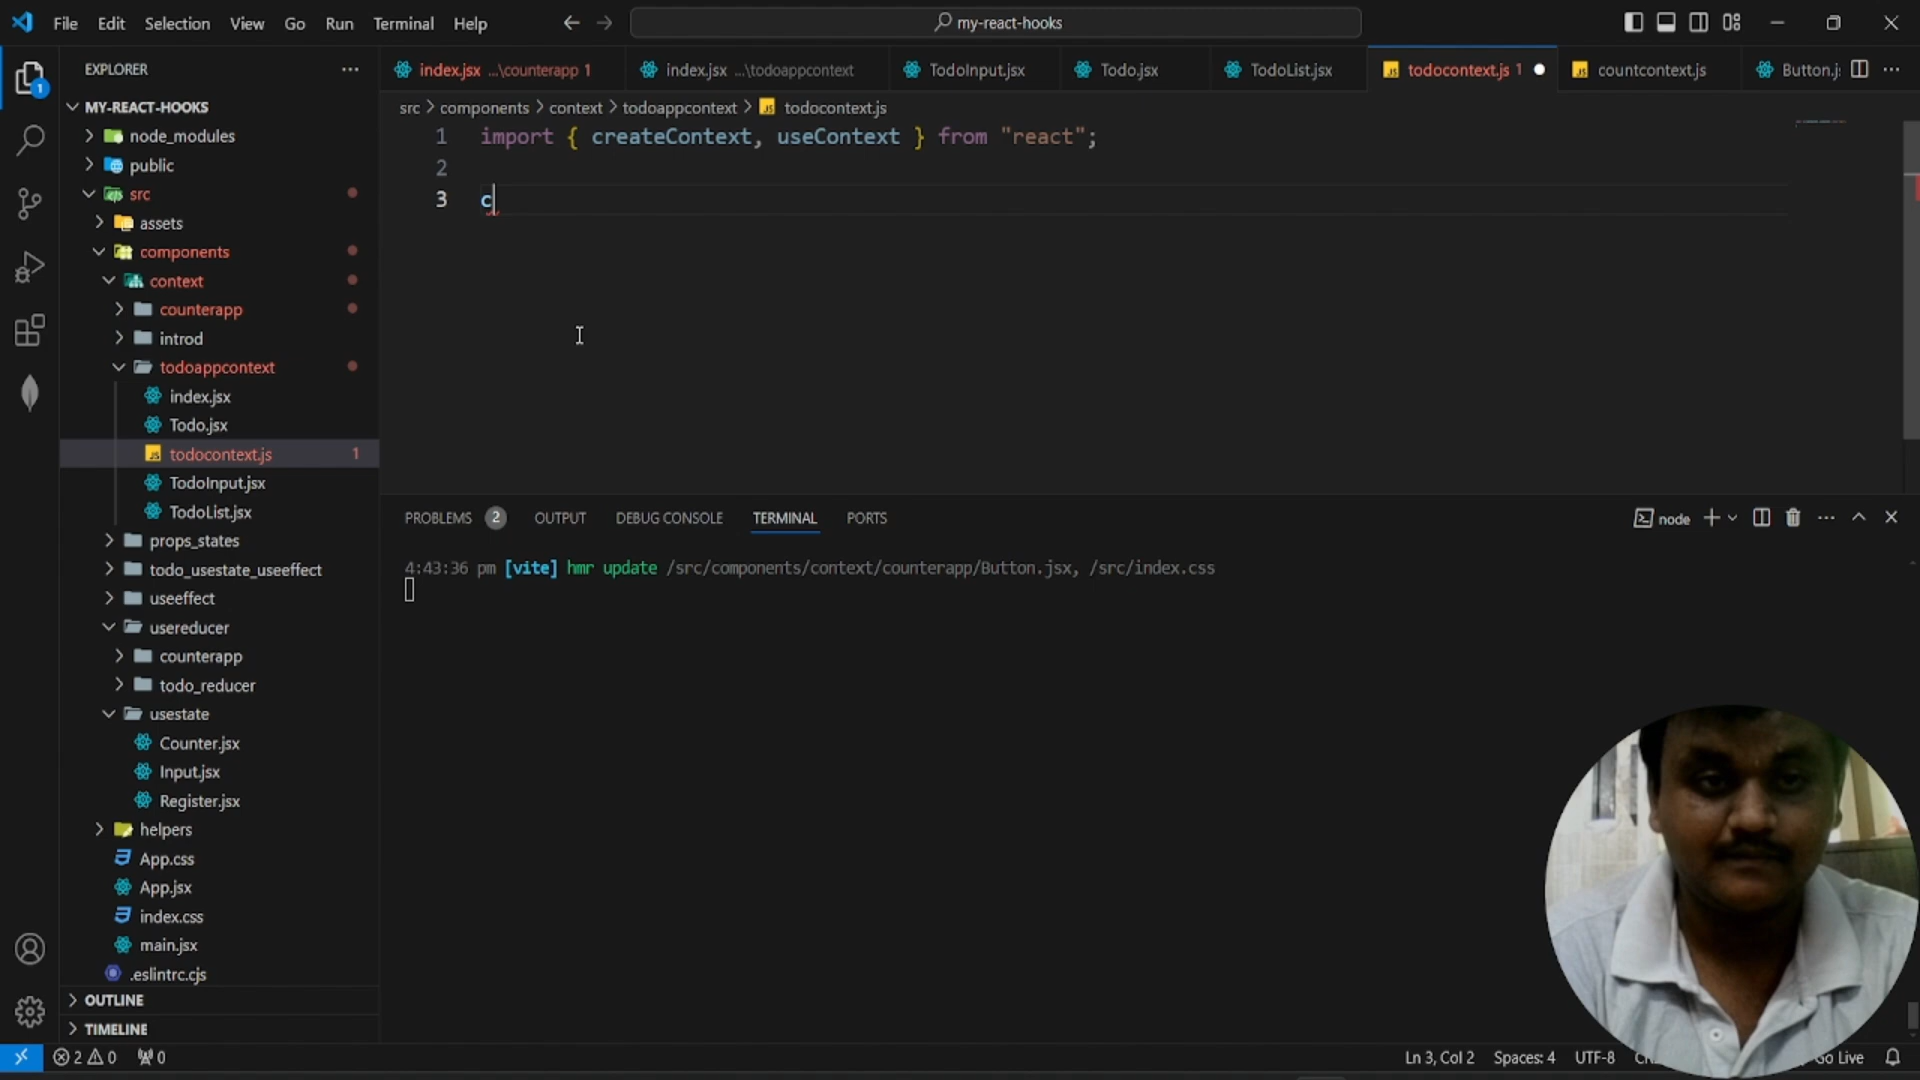 File Edit Selection View Go Run Terminal Help
my-react-hooks
EXPLORER
index.jsx ...\counterapp 1
index.jsx ...\todoappcontext
TodoInput.jsx
Todo.jsx
TodoList.jsx
todocontext.js 1
countcontext.js
Button.j
MY-REACT-HOOKS
node_modules
public
src
assets
components
context
counterapp
introd
todoappcontext
index.jsx
Todo.jsx
todocontext.js 1
TodoInput.jsx
TodoList.jsx
props_states
todo_usestate_useeffect
useeffect
usereducer
counterapp
todo_reducer
usestate
Counter.jsx
Input.jsx
Register.jsx
helpers
App.css
App.jsx
index.css
main.jsx
.eslintrc.cjs
OUTLINE
TIMELINE
1
src > components > context > todoappcontext > todocontext.js
1 import { createContext, useContext } from "react";
2
3 c
PROBLEMS 2 OUTPUT DEBUG CONSOLE TERMINAL PORTS
node
4:43:36 pm [vite] hmr update /src/components/context/counterapp/Button.jsx, /src/index.css
2 0 0
Ln 3, Col 2 Spaces: 4 UTF-8 Go Live